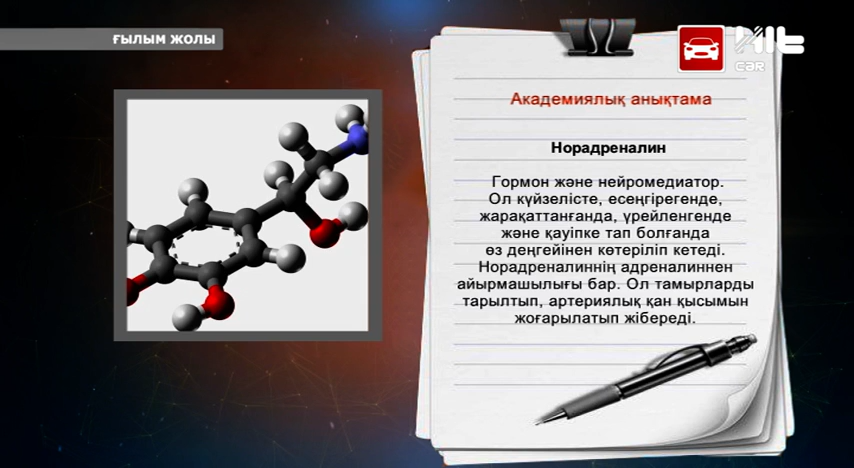 ҒЫЛЫМ ЖОЛЫ
Hit
car
Академиялық анықтама
Норадреналин
Гормон және нейромедиатор.
Ол күйзелісте, есеңгірегенде,
жарақаттанғанда, үрейленгенде
және қауіпке тап болғанда
өз деңгейінен көтеріліп кетеді.
Норадреналиннің адреналиннен
айырмашылығы бар. Ол тамырларды
тарылтып, артериялық қан қысымын
жоғарылатып жібереді.